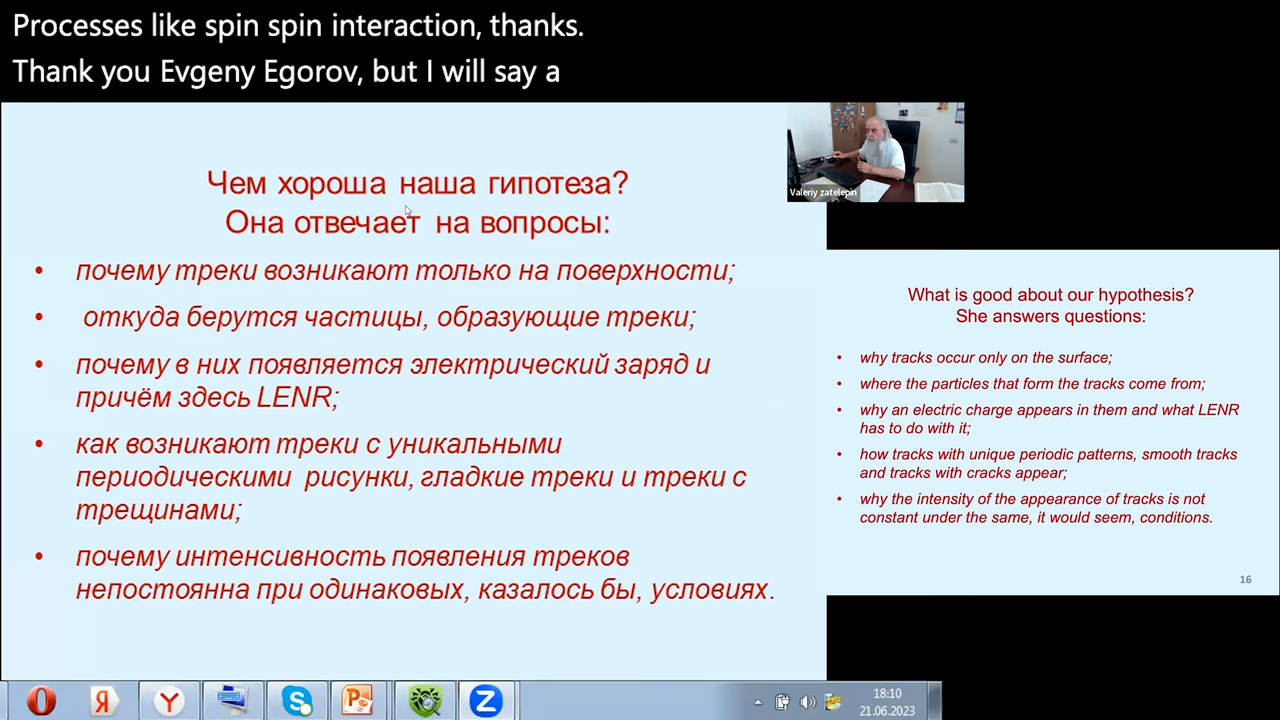 Processes like spin spin interaction, thanks.
Thank you Evgeny Egorov, but I will say a
Valeriy zatelepin
Чем хороша наша гипотеза?
Она отвечает на вопросы:
• почему треки возникают только на поверхности;
• откуда берутся частицы, образующие треки;
• почему в них появляется электрический заряд и
причём здесь LENR;
• как возникают треки с уникальными
периодическими рисунки, гладкие треки и треки с
трещинами;
• почему интенсивность появления треков
непостоянна при одинаковых, казалось бы, условиях.
What is good about our hypothesis?
She answers questions:
• why tracks occur only on the surface;
• where the particles that form the tracks come from;
• why an electric charge appears in them and what LENR
has to do with it;
• how tracks with unique periodic patterns, smooth tracks
and tracks with cracks appear;
• why the intensity of the appearance of tracks is not
constant under the same, it would seem, conditions.
16
18:10
21.06.2023